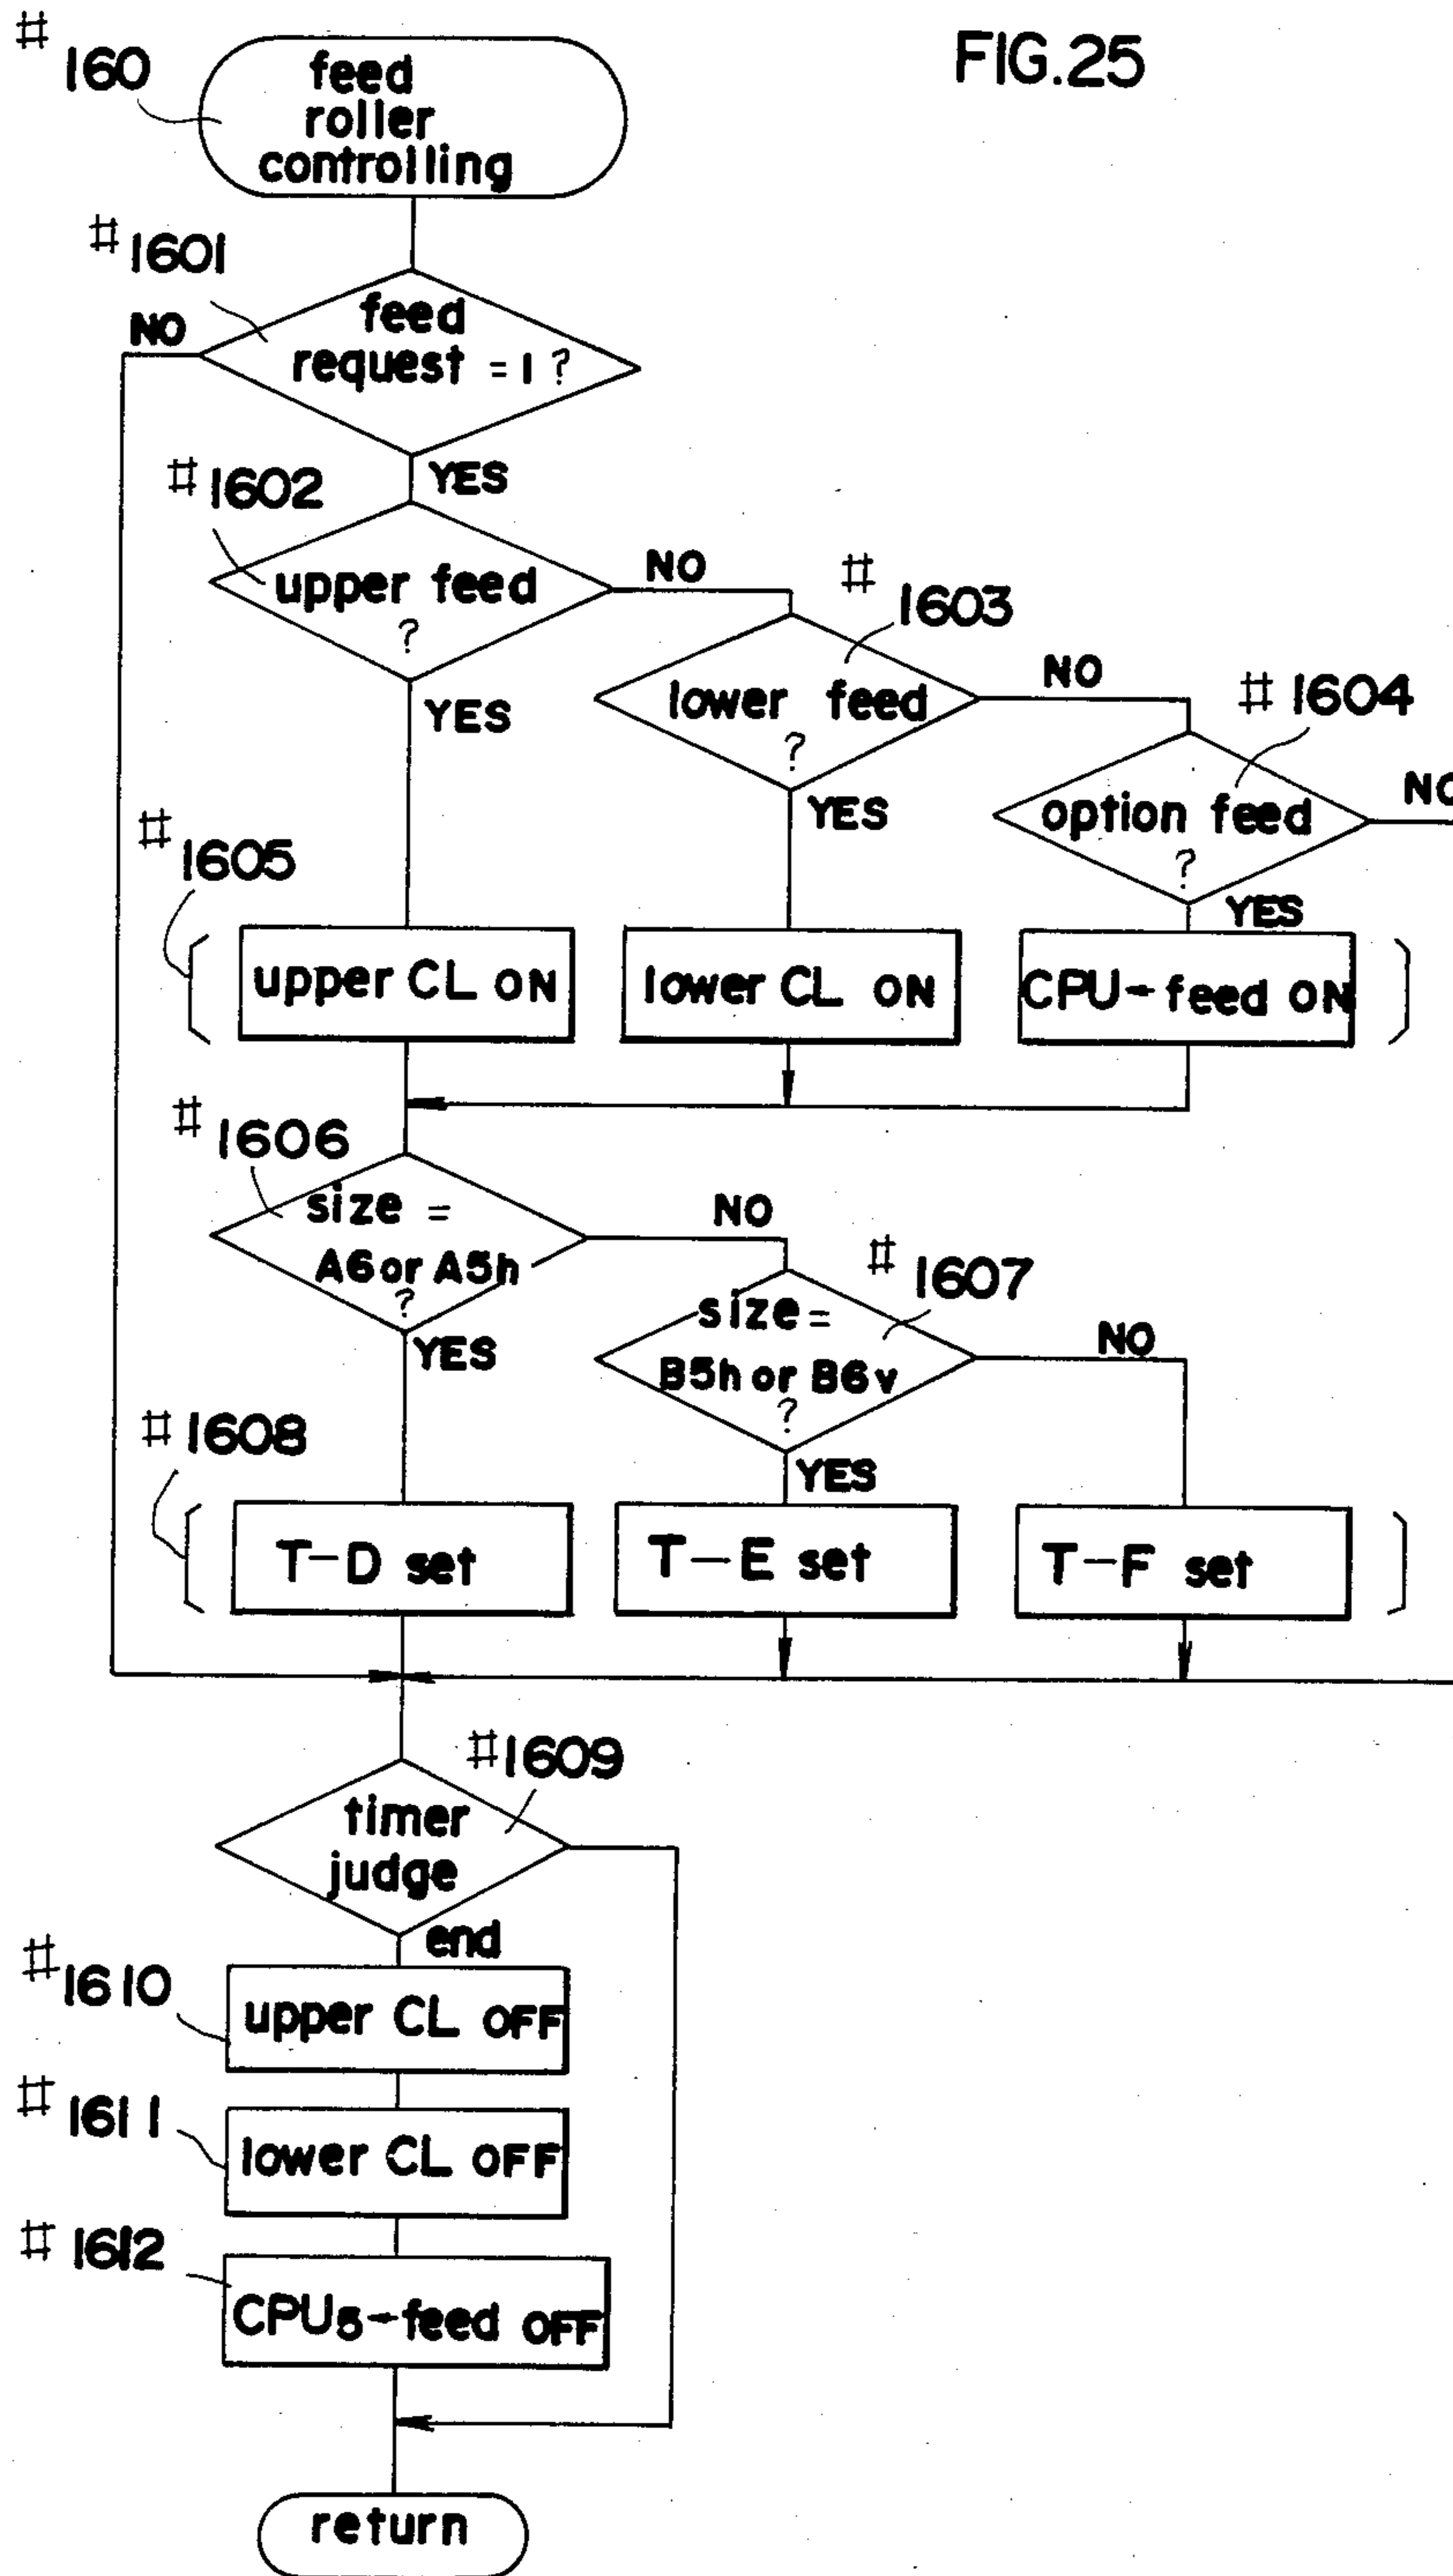 FIG.25
#160
feed
roller
controlling
#1601
feed
request = 1 ?
NO
YES
#1602
upper feed
?
NO
YES
#1603
lower feed
?
NO
YES
#1604
option feed
?
NO
YES
#1605
upper CL ON
lower CL ON
CPU-feed ON
#1606
size =
A6 or A5h
?
NO
YES
#1607
size =
B5h or B6v
?
NO
YES
#1608
T-D set
T-E set
T-F set
#1609
timer
judge
end
#1610
upper CL OFF
#1611
lower CL OFF
#1612
CPU5-feed OFF
return